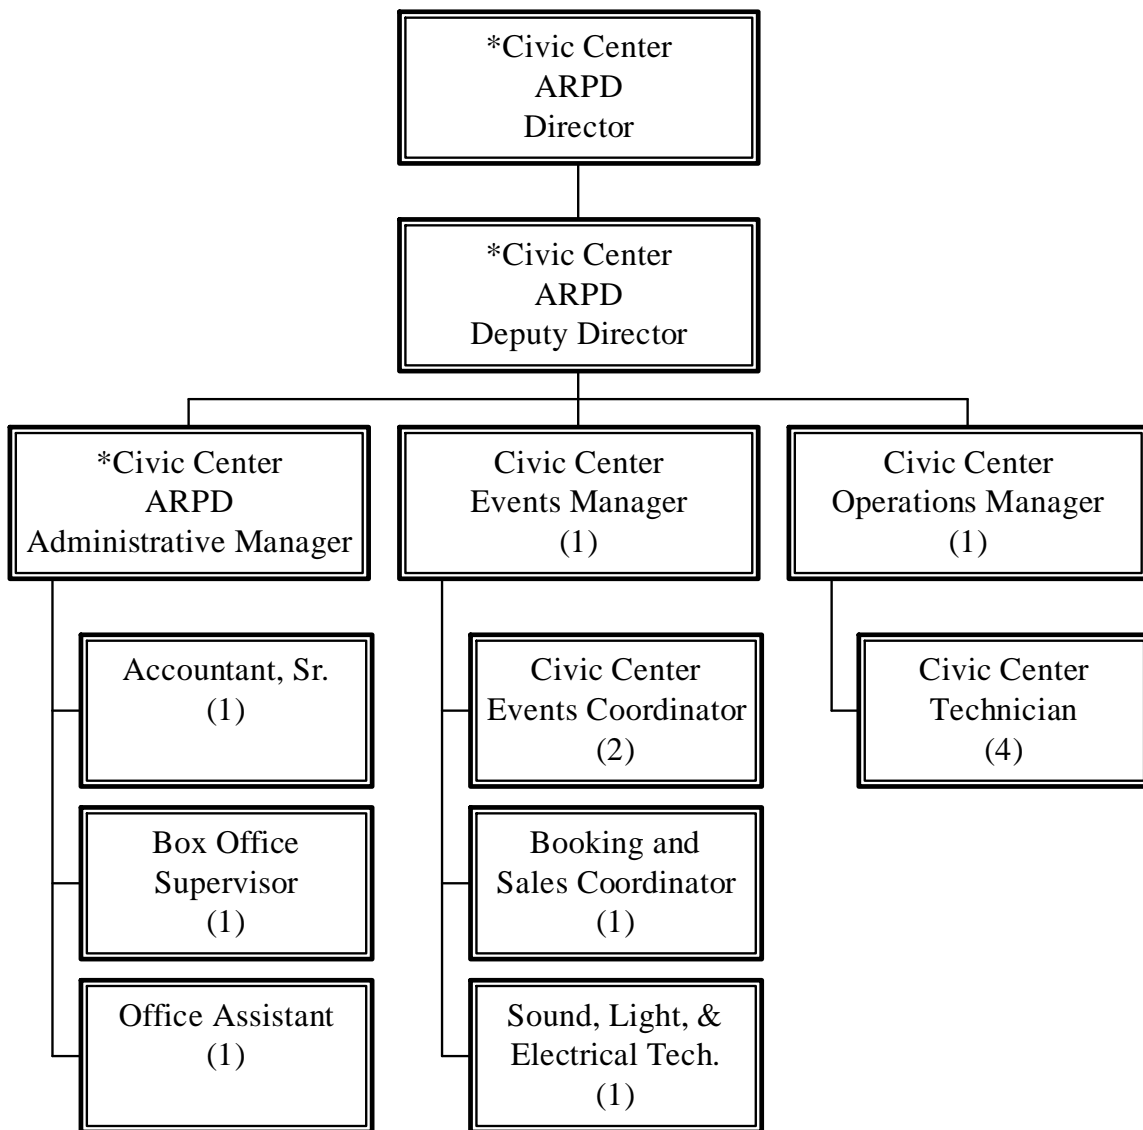 *Civic Center
ARPD
Director
*Civic Center
ARPD
Deputy Director
*Civic Center
ARPD
Administrative Manager
Civic Center
Events Manager
(1)
Civic Center
Operations Manager
(1)
Accountant, Sr.
(1)
Civic Center
Events Coordinator
(2)
Civic Center
Technician
(4)
Box Office
Supervisor
(1)
Booking and
Sales Coordinator
(1)
Office Assistant
(1)
Sound, Light, &
Electrical Tech.
(1)